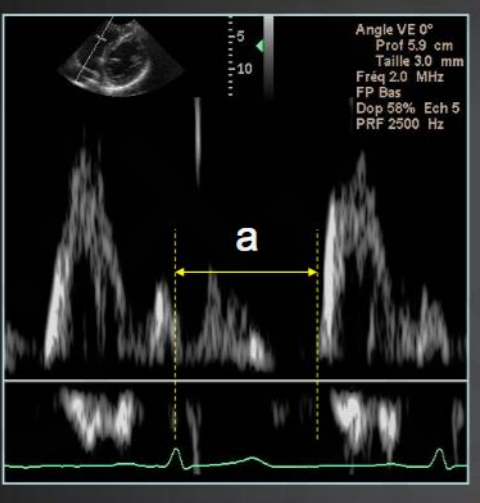 5
10
Angle VE 0°
Prof 5.9 cm
Taille 3.0 mm
Fréq 2.0 MHz
FP Bas
Dop 58% Ech 5
PRF 2500 Hz
a